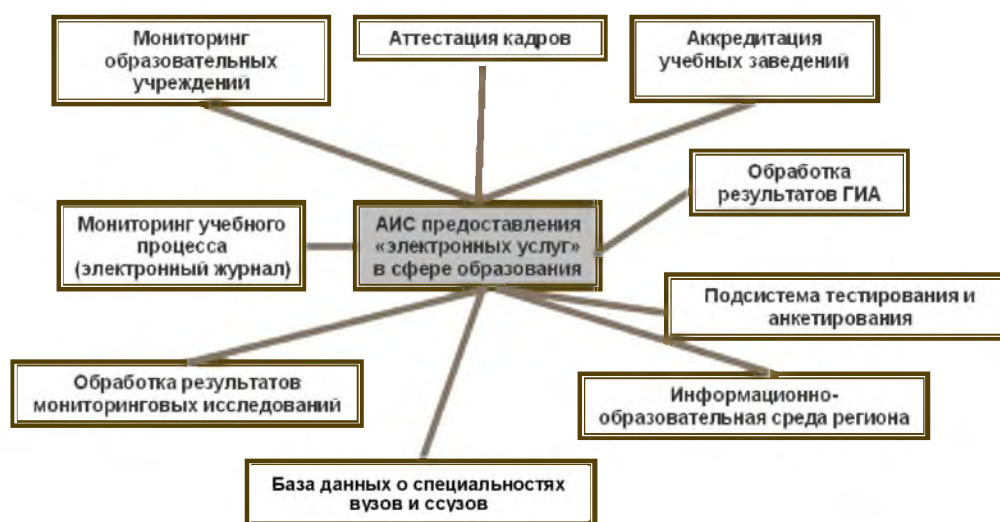 Мониторинг
образовательных
учреждений
Аттестация кадров
Аккредитация
учебных заведений
Обработка
результатов ГИА
Мониторинг учебного
процесса
(электронный журнал)
АИС предоставления
«электронных услуг»
в сфере образования
Подсистема тестирования и
анкетирования
Обработка результатов
мониторинговых исследований
Информационно-
образовательная среда региона
База данных о специальностях
вузов и ссузов